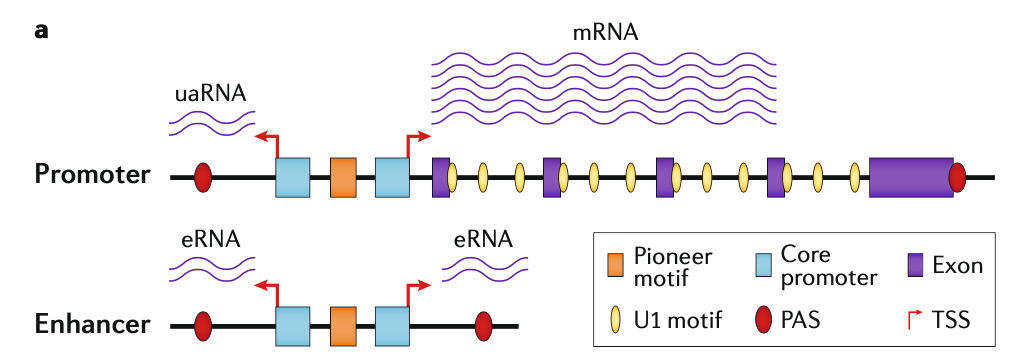 a
mRNA
uaRNA
Promoter
eRNA
eRNA
Enhancer
Pioneer
motif
Core
promoter
Exon
U1 motif
PAS
TSS